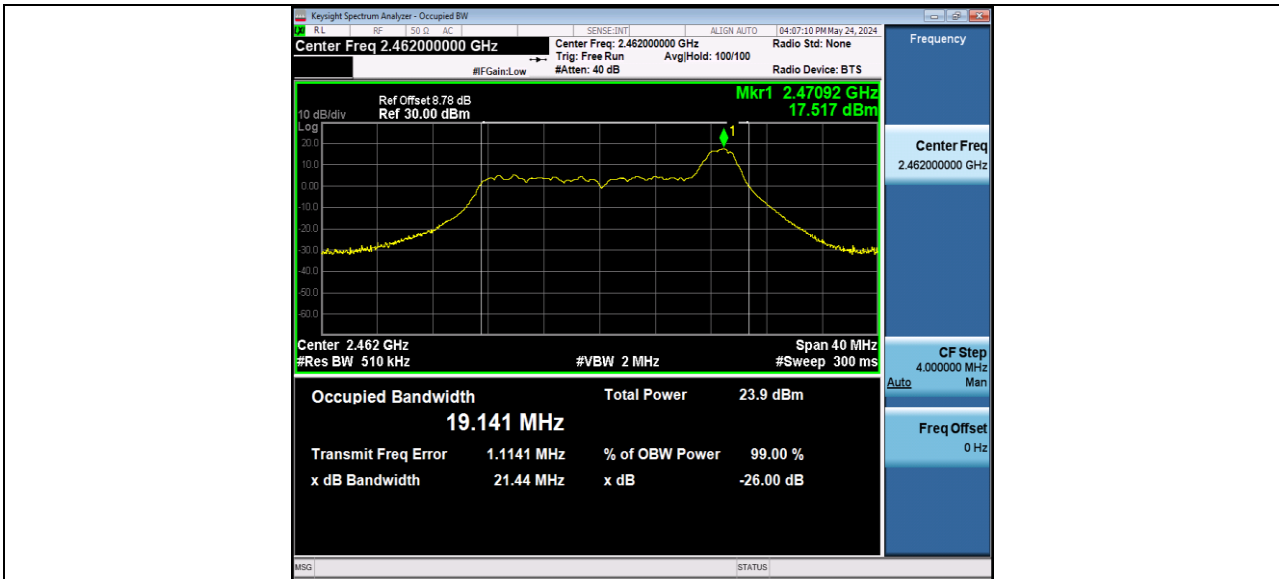 Keysight Spectrum Analyzer - Occupied BW
RL RF 50 Ω AC SENSE:INT ALIGN AUTO 04:07:10 PM May 24, 2024
Center Freq 2.462000000 GHz
Center Freq: 2.462000000 GHz Radio Std: None
Trig: Free Run Avg|Hold: 100/100
#IFGain:Low #Atten: 40 dB Radio Device: BTS
Frequency
Mkr1 2.47092 GHz
17.517 dBm
Ref Offset 8.78 dB
10 dB/div Ref 30.00 dBm
Log
1
20.0
10.0
0.00
-10.0
-20.0
-30.0
-40.0
-50.0
-60.0
Center 2.462 GHz Span 40 MHz
#Res BW 510 kHz #VBW 2 MHz #Sweep 300 ms
Center Freq
2.462000000 GHz
CF Step
4.000000 MHz
Auto Man
Freq Offset
0 Hz
Occupied Bandwidth Total Power 23.9 dBm
19.141 MHz
Transmit Freq Error 1.1141 MHz % of OBW Power 99.00 %
x dB Bandwidth 21.44 MHz x dB -26.00 dB
MSG STATUS